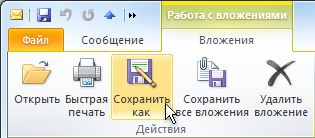 Работа с вложениями
Файл Сообщение Вложения
Открыть Быстрая печать Сохранить как Сохранить все вложения Удалить вложение
Действия